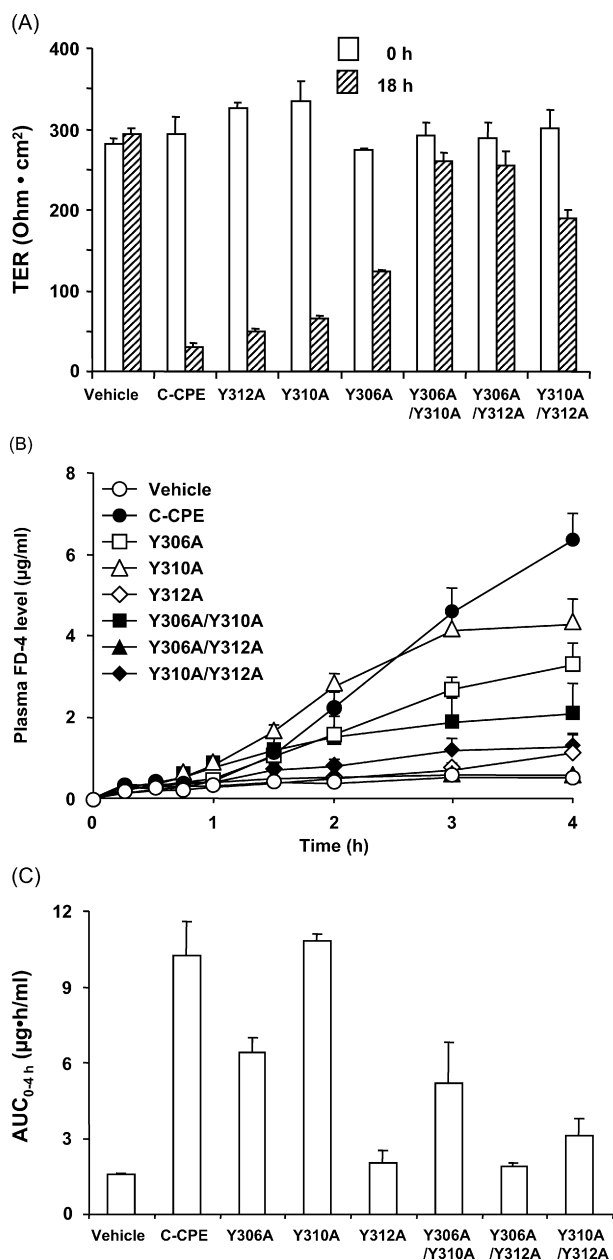 (A)
400
300
200
100
0
TER (Ohm • cm²)
0 h
18 h
Vehicle C-CPE Y312A Y310A Y306A Y306A Y306A Y310A
/Y310A /Y312A /Y312A
(B)
8
6
4
2
0
Plasma FD-4 level (μg/ml)
Vehicle
C-CPE
Y306A
Y310A
Y312A
Y306A/Y310A
Y306A/Y312A
Y310A/Y312A
0 1 2 3 4
Time (h)
(C)
12
9
6
3
0
AUC₀₋₄ ₕ (μg•h/ml)
Vehicle C-CPE Y306A Y310A Y312A Y306A Y306A Y310A
/Y310A /Y312A /Y312A